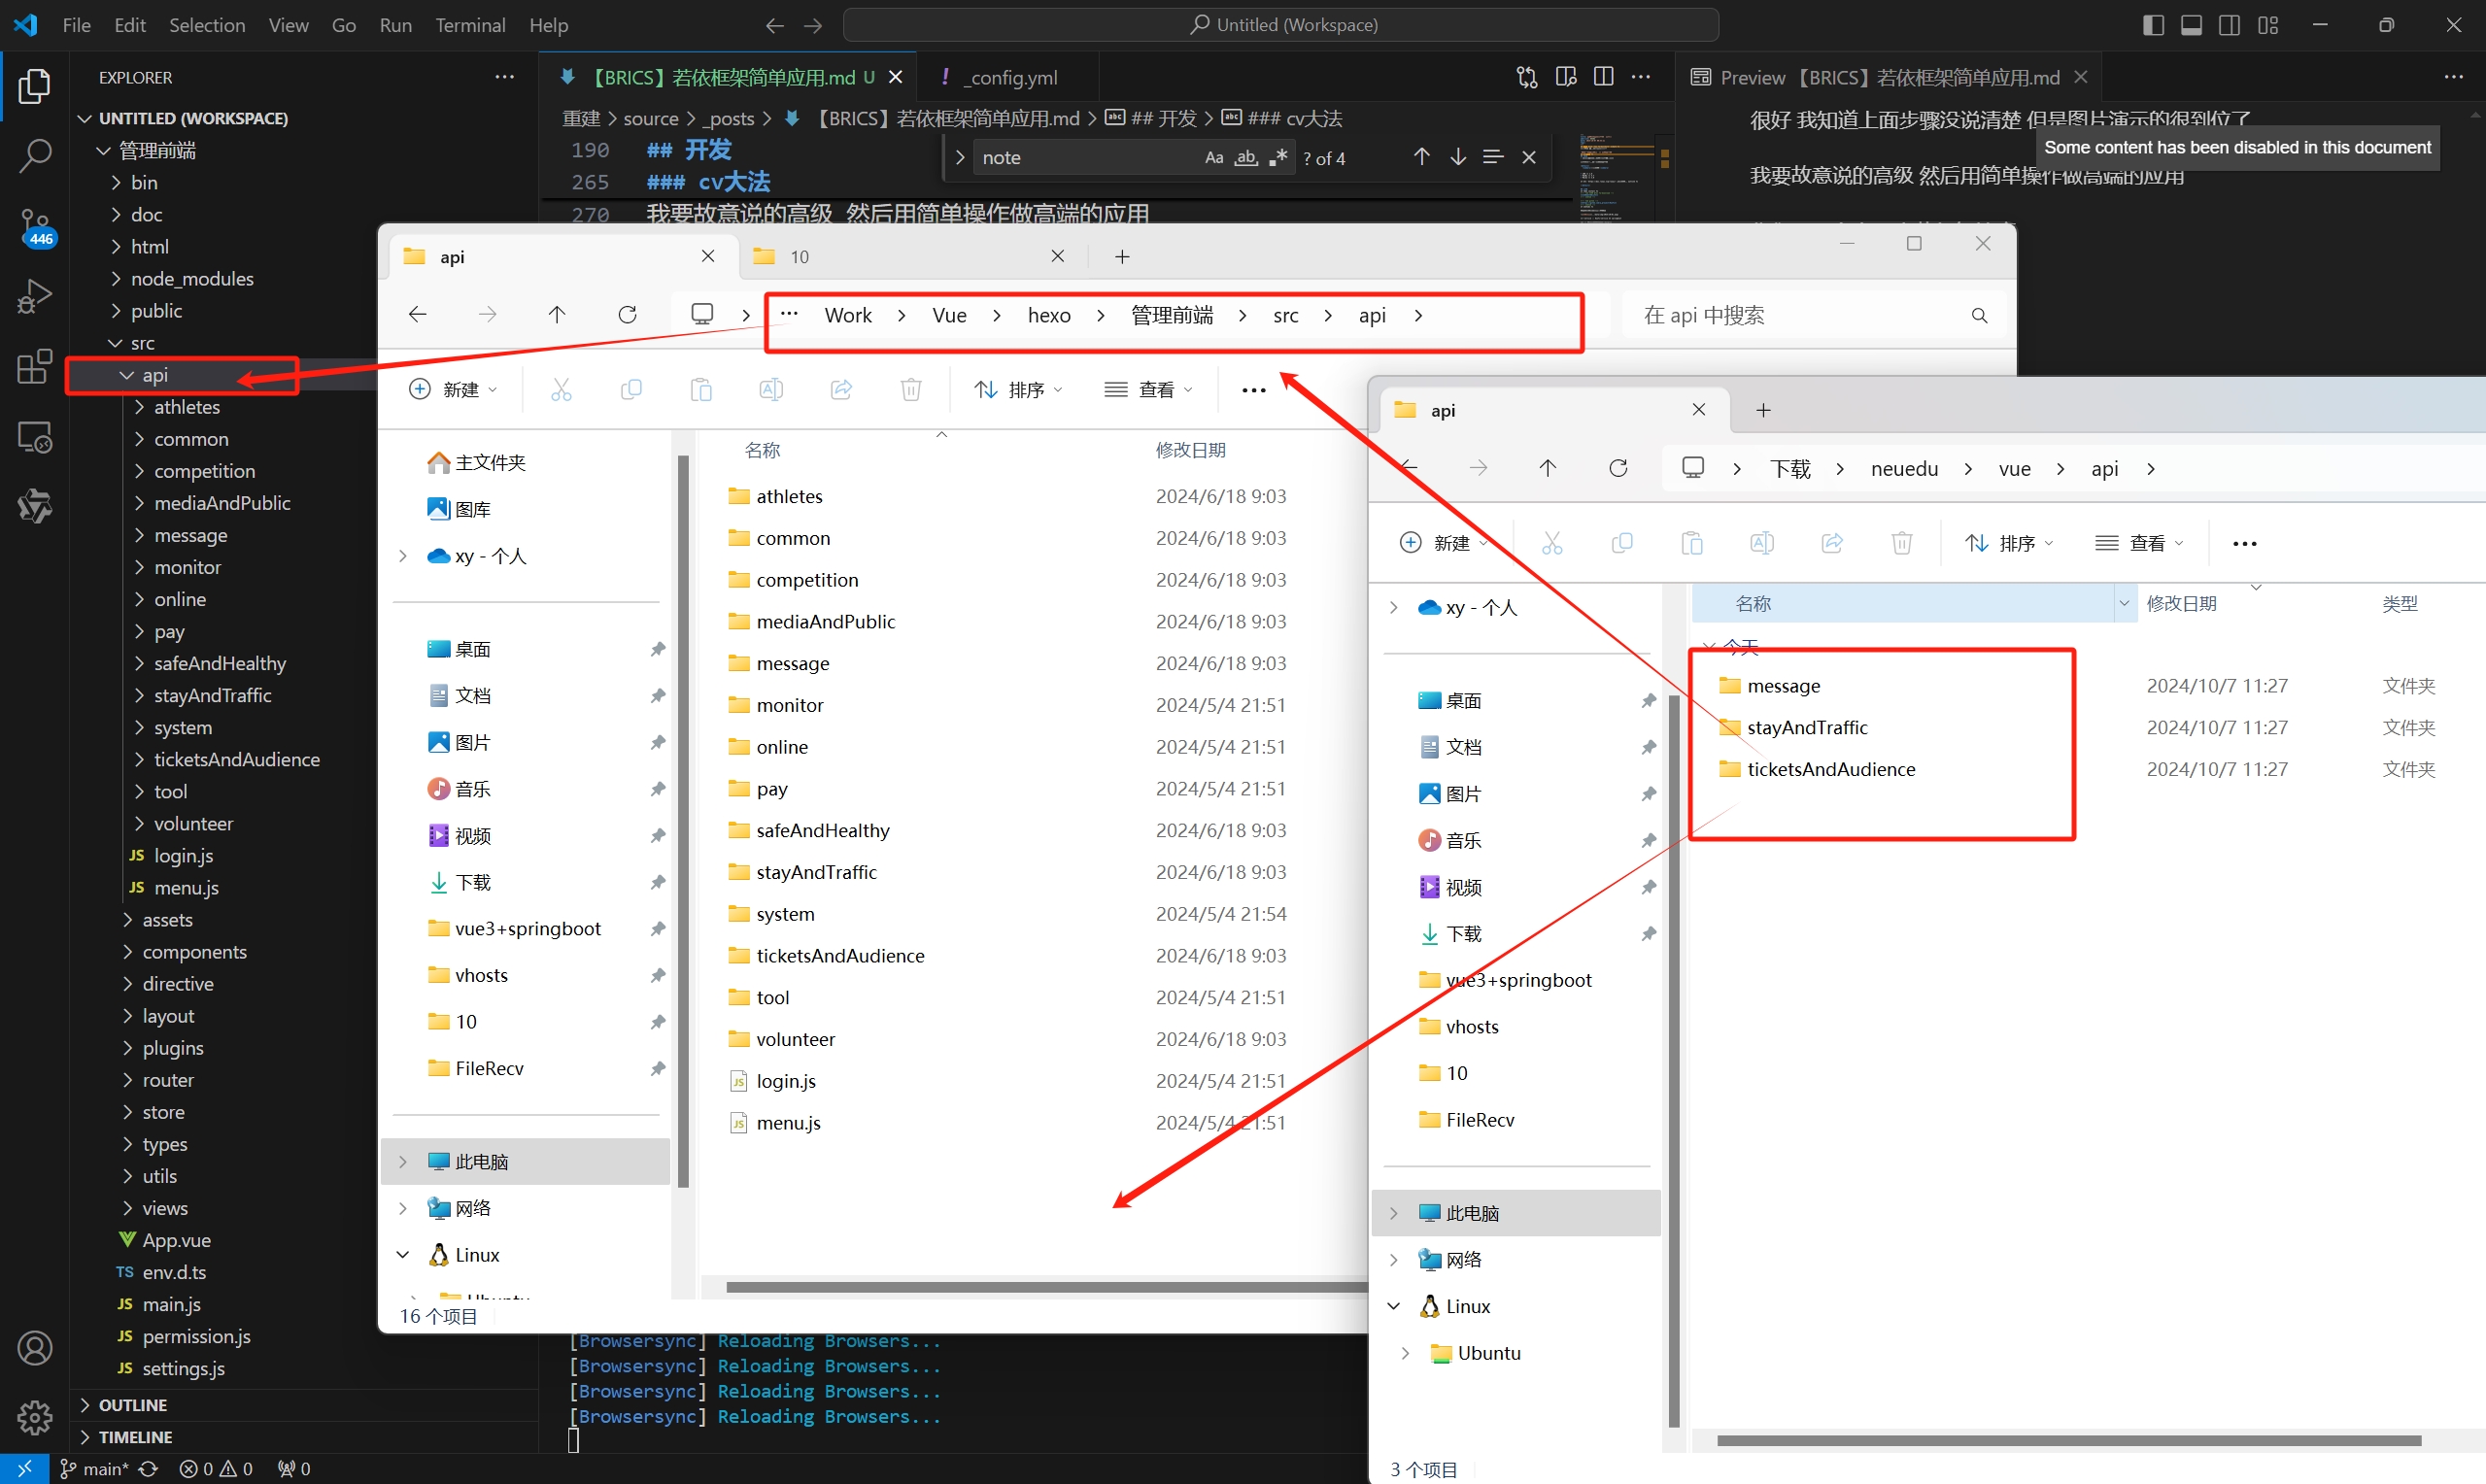 File Edit Selection View Go Run Terminal Help
Untitled (Workspace)
EXPLORER
UNTITLED (WORKSPACE)
管理前端
bin
doc
html
node_modules
public
src
api
athletes
common
competition
mediaAndPublic
message
monitor
online
pay
safeAndHealthy
stayAndTraffic
system
ticketsAndAudience
tool
volunteer
JS login.js
JS menu.js
assets
components
directive
layout
plugins
router
store
types
utils
views
App.vue
TS env.d.ts
JS main.js
JS permission.js
JS settings.js
OUTLINE
TIMELINE
446
【BRICS】若依框架简单应用.md U
! _config.yml
重建 > source > _posts > 【BRICS】若依框架简单应用.md > ## 开发 > ### cv大法
190 ## 开发
265 ### cv大法
270 我要故意说的高级 然后用简单操作做高端的应用
note Aa ab ? of 4
Preview 【BRICS】若依框架简单应用.md
很好 我知道上面步骤没说清楚 但是图片演示的很到位了
Some content has been disabled in this document
我要故意说的高级 然后用简单操作做高端的应用
api
10
Work > Vue > hexo > 管理前端 > src > api >
在 api 中搜索
新建 排序 查看
主文件夹
图库
xy - 个人
桌面
文档
图片
音乐
视频
下载
vue3+springboot
vhosts
10
FileRecv
此电脑
网络
Linux
Ubuntu
16 个项目
名称 修改日期
athletes 2024/6/18 9:03
common 2024/6/18 9:03
competition 2024/6/18 9:03
mediaAndPublic 2024/6/18 9:03
message 2024/6/18 9:03
monitor 2024/5/4 21:51
online 2024/5/4 21:51
pay 2024/5/4 21:51
safeAndHealthy 2024/6/18 9:03
stayAndTraffic 2024/6/18 9:03
system 2024/5/4 21:54
ticketsAndAudience 2024/6/18 9:03
tool 2024/5/4 21:51
volunteer 2024/6/18 9:03
JS login.js 2024/5/4 21:51
JS menu.js 2024/5/4 21:51
api
下载 > neuedu > vue > api >
新建 排序 查看
xy - 个人
桌面
文档
图片
音乐
视频
下载
vue3+springboot
vhosts
10
FileRecv
此电脑
网络
Linux
Ubuntu
3 个项目
名称 修改日期 类型
今天
message 2024/10/7 11:27 文件夹
stayAndTraffic 2024/10/7 11:27 文件夹
ticketsAndAudience 2024/10/7 11:27 文件夹
[Browsersync] Reloading Browsers...
[Browsersync] Reloading Browsers...
[Browsersync] Reloading Browsers...
[Browsersync] Reloading Browsers...
main* 0 0 0